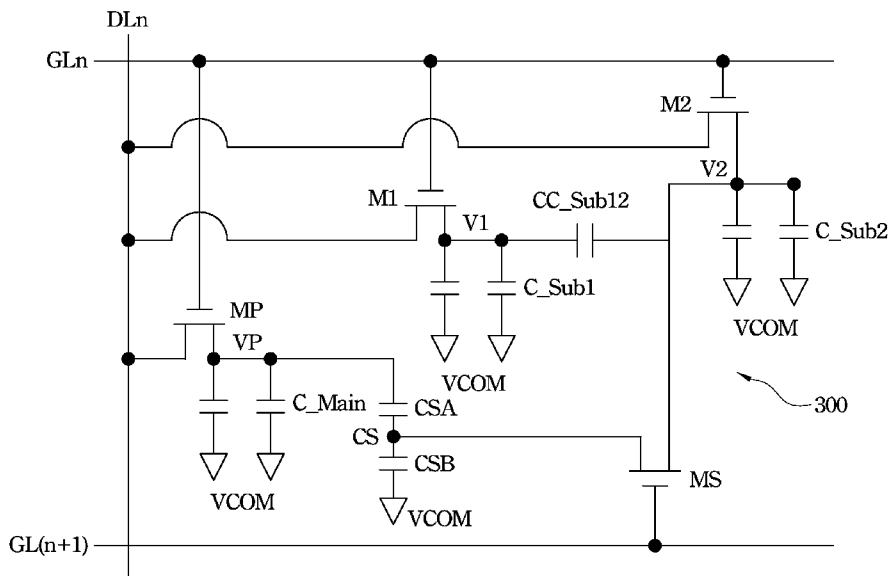 DLn
GLn
M2
V2
M1
V1
CC_Sub12
C_Sub2
C_Sub1
MP
VP
VCOM
VCOM
C_Main
CSA
300
CS
CSB
MS
VCOM
VCOM
GL(n+1)